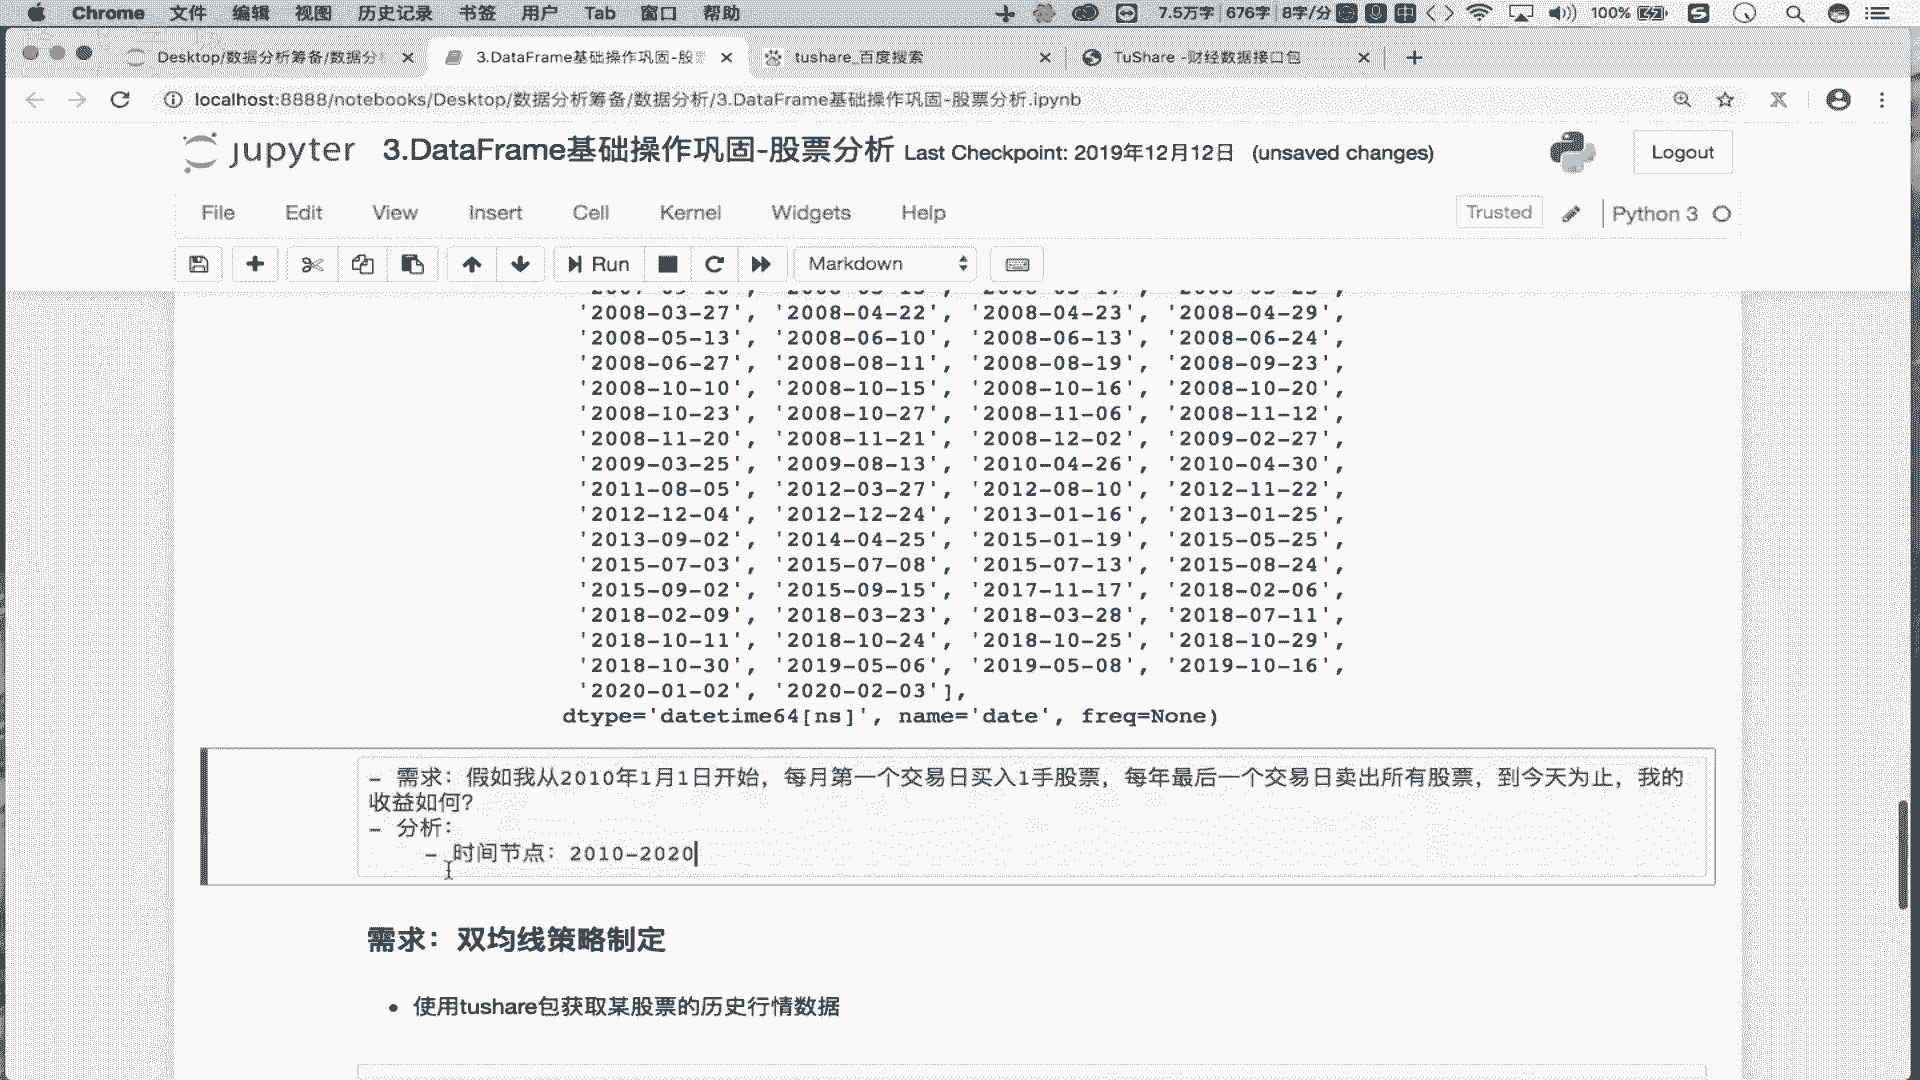 Chrome 文件 编辑 视图 历史记录 书签 用户 Tab 窗口 帮助 7.5万字 676字 8字/分 中 100%
Desktop/数据分析筹备/数据分 3.DataFrame基础操作巩固-股 tushare_百度搜索 TuShare -财经数据接口包
localhost:8888/notebooks/Desktop/数据分析筹备/数据分析/3.DataFrame基础操作巩固-股票分析.ipynb
jupyter 3.DataFrame基础操作巩固-股票分析 Last Checkpoint: 2019年12月12日 (unsaved changes) Logout
File Edit View Insert Cell Kernel Widgets Help Trusted Python 3
Run Markdown
'2008-03-27', '2008-04-22', '2008-04-23', '2008-04-29',
'2008-05-13', '2008-06-10', '2008-06-13', '2008-06-24',
'2008-06-27', '2008-08-11', '2008-08-19', '2008-09-23',
'2008-10-10', '2008-10-15', '2008-10-16', '2008-10-20',
'2008-10-23', '2008-10-27', '2008-11-06', '2008-11-12',
'2008-11-20', '2008-11-21', '2008-12-02', '2009-02-27',
'2009-03-25', '2009-08-13', '2010-04-26', '2010-04-30',
'2011-08-05', '2012-03-27', '2012-08-10', '2012-11-22',
'2012-12-04', '2012-12-24', '2013-01-16', '2013-01-25',
'2013-09-02', '2014-04-25', '2015-01-19', '2015-05-25',
'2015-07-03', '2015-07-08', '2015-07-13', '2015-08-24',
'2015-09-02', '2015-09-15', '2017-11-17', '2018-02-06',
'2018-02-09', '2018-03-23', '2018-03-28', '2018-07-11',
'2018-10-11', '2018-10-24', '2018-10-25', '2018-10-29',
'2018-10-30', '2019-05-06', '2019-05-08', '2019-10-16',
'2020-01-02', '2020-02-03'],
dtype='datetime64[ns]', name='date', freq=None)
- 需求：假如我从2010年1月1日开始，每月第一个交易日买入1手股票，每年最后一个交易日卖出所有股票，到今天为止，我的
收益如何？
- 分析：
- 时间节点：2010-2020
需求：双均线策略制定
• 使用tushare包获取某股票的历史行情数据